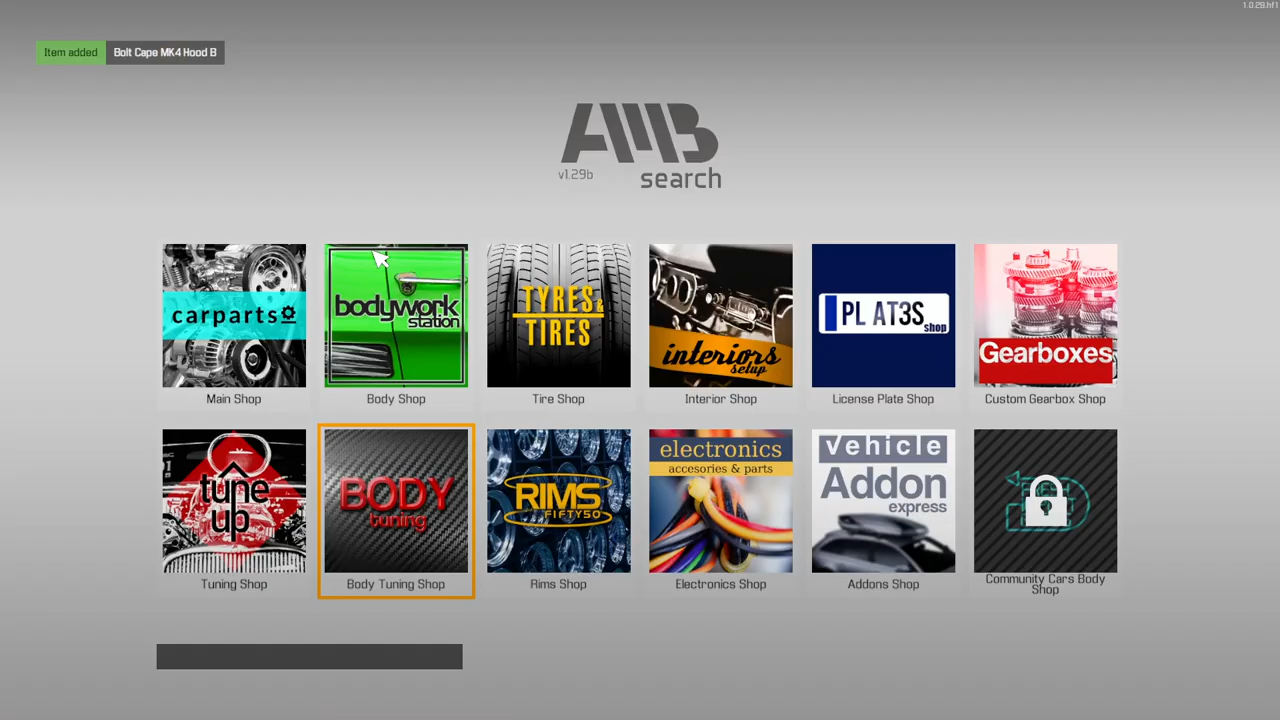 1.0.29.hf1
Item added Bolt Cape MK4 Hood B
AMB
v1.29b search
carparts
bodywork
station
TYRES&
TIRES
interiors
setup
PL AT3S
shop
Gearboxes
Main Shop
Body Shop
Tire Shop
Interior Shop
License Plate Shop
Custom Gearbox Shop
tune
up
BODY
tuning
RIMS
FIFTY50
electronics
accesories & parts
vehicle
Addon
express
Tuning Shop
Body Tuning Shop
Rims Shop
Electronics Shop
Addons Shop
Community Cars Body
Shop